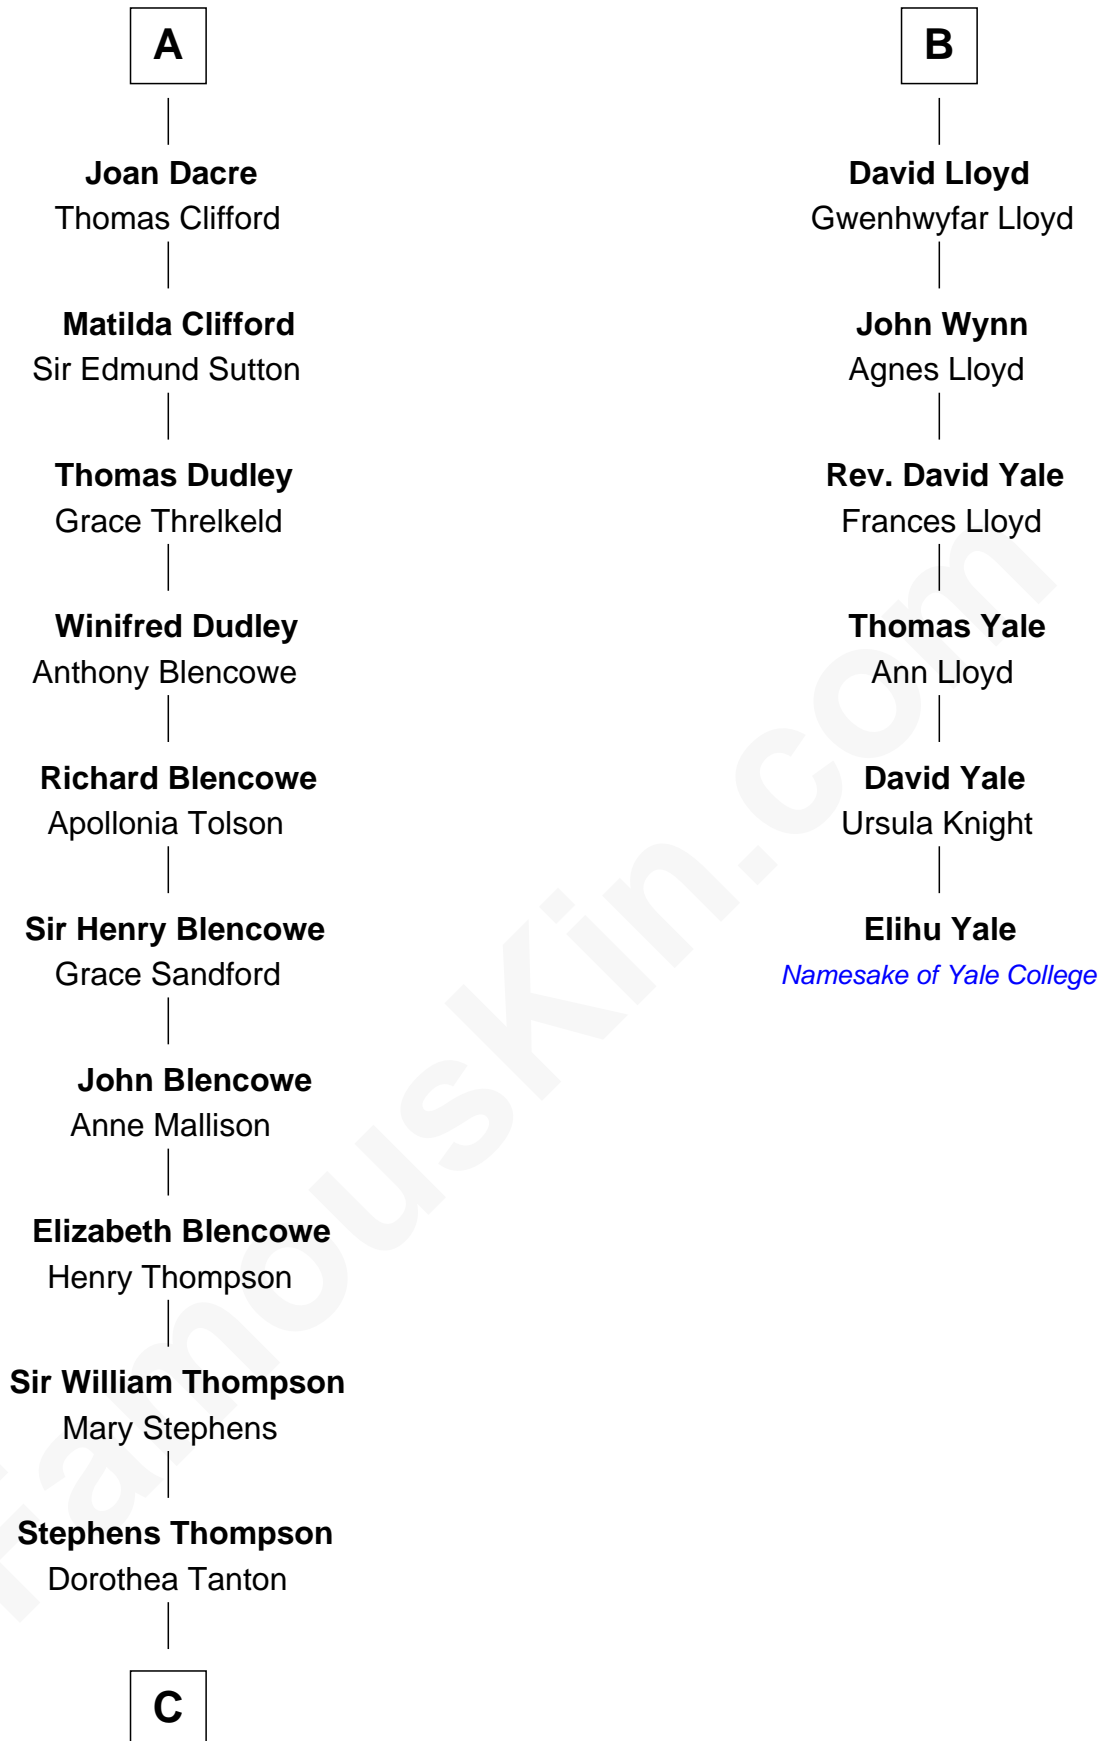 A
Joan Dacre
Thomas Clifford
Matilda Clifford
Sir Edmund Sutton
Thomas Dudley
Grace Threlkeld
Winifred Dudley
Anthony Blencowe
Richard Blencowe
Apollonia Tolson
Sir Henry Blencowe
Grace Sandford
John Blencowe
Anne Mallison
Elizabeth Blencowe
Henry Thompson
Sir William Thompson
Mary Stephens
Stephens Thompson
Dorothea Tanton
C
B
David Lloyd
Gwenhwyfar Lloyd
John Wynn
Agnes Lloyd
Rev. David Yale
Frances Lloyd
Thomas Yale
Ann Lloyd
David Yale
Ursula Knight
Elihu Yale
Namesake of Yale College
FamousKin.com